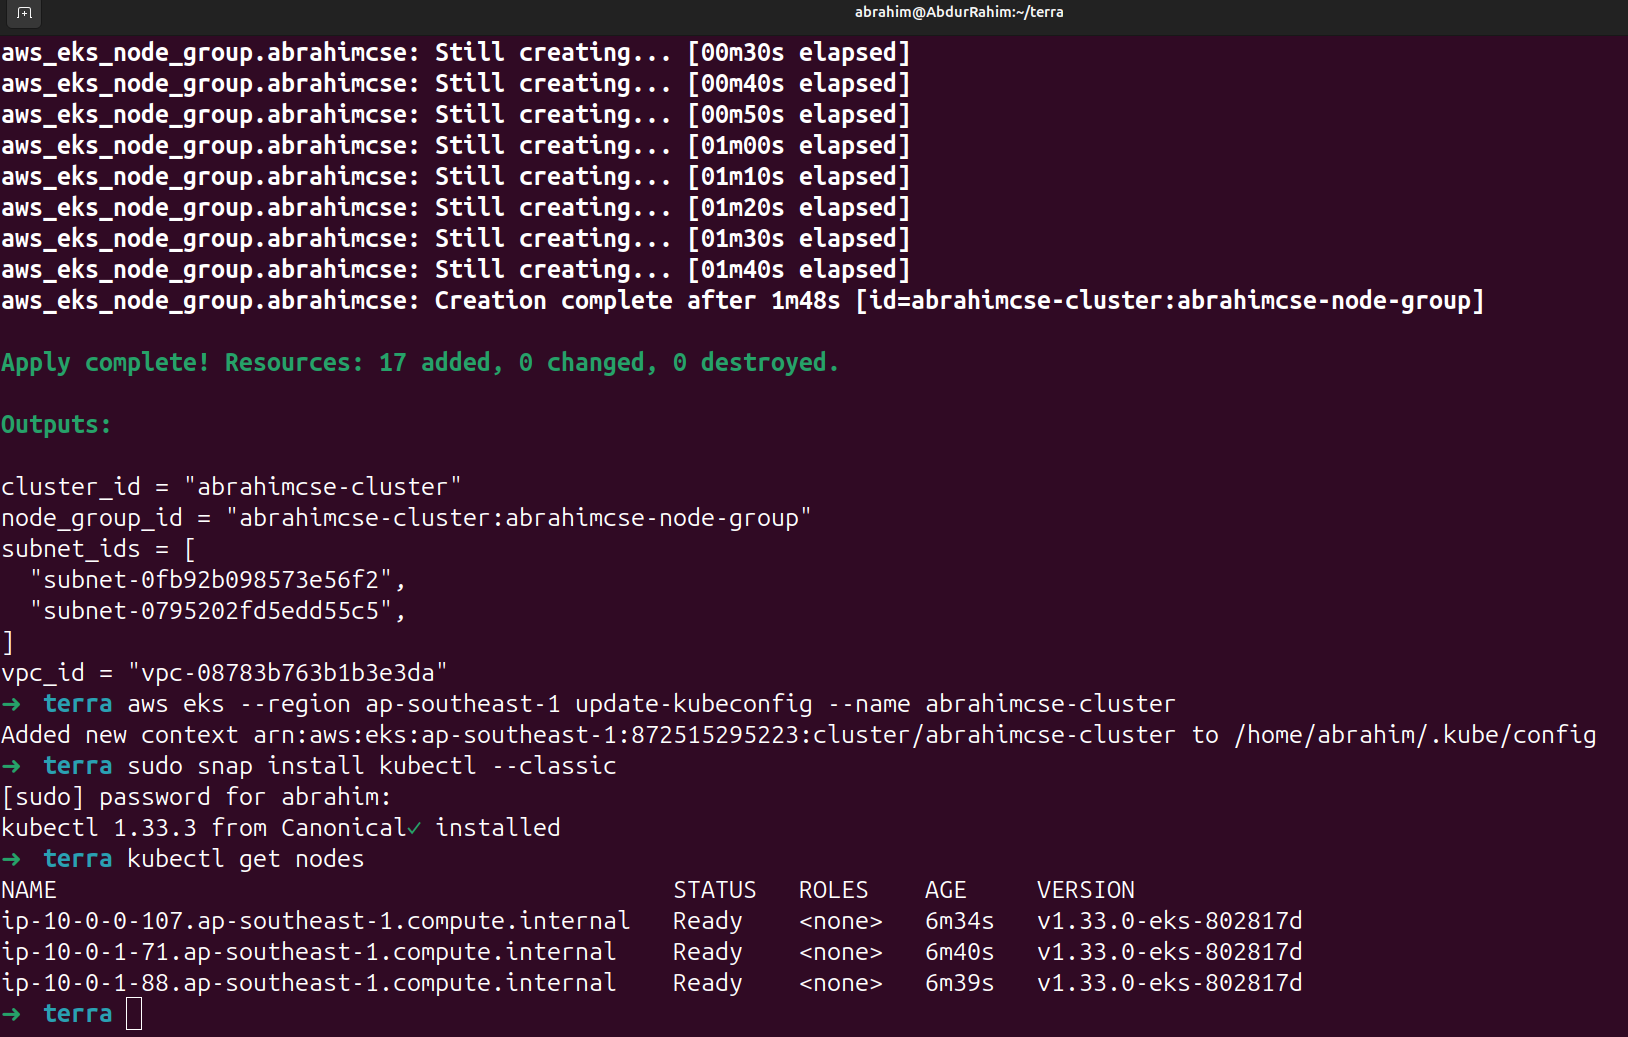 abrahim@AbdurRahim:~/terra
aws_eks_node_group.abrahimcse: Still creating... [00m30s elapsed]
aws_eks_node_group.abrahimcse: Still creating... [00m40s elapsed]
aws_eks_node_group.abrahimcse: Still creating... [00m50s elapsed]
aws_eks_node_group.abrahimcse: Still creating... [01m00s elapsed]
aws_eks_node_group.abrahimcse: Still creating... [01m10s elapsed]
aws_eks_node_group.abrahimcse: Still creating... [01m20s elapsed]
aws_eks_node_group.abrahimcse: Still creating... [01m30s elapsed]
aws_eks_node_group.abrahimcse: Still creating... [01m40s elapsed]
aws_eks_node_group.abrahimcse: Creation complete after 1m48s [id=abrahimcse-cluster:abrahimcse-node-group]
Apply complete! Resources: 17 added, 0 changed, 0 destroyed.
Outputs:
cluster_id = "abrahimcse-cluster"
node_group_id = "abrahimcse-cluster:abrahimcse-node-group"
subnet_ids = [
  "subnet-0fb92b098573e56f2",
  "subnet-0795202fd5edd55c5",
]
vpc_id = "vpc-08783b763b1b3e3da"
➜  terra aws eks --region ap-southeast-1 update-kubeconfig --name abrahimcse-cluster
Added new context arn:aws:eks:ap-southeast-1:872515295223:cluster/abrahimcse-cluster to /home/abrahim/.kube/config
➜  terra sudo snap install kubectl --classic
[sudo] password for abrahim:
kubectl 1.33.3 from Canonical✓ installed
➜  terra kubectl get nodes
NAME                                            STATUS   ROLES    AGE     VERSION
ip-10-0-0-107.ap-southeast-1.compute.internal   Ready    <none>   6m34s   v1.33.0-eks-802817d
ip-10-0-1-71.ap-southeast-1.compute.internal    Ready    <none>   6m40s   v1.33.0-eks-802817d
ip-10-0-1-88.ap-southeast-1.compute.internal    Ready    <none>   6m39s   v1.33.0-eks-802817d
➜  terra